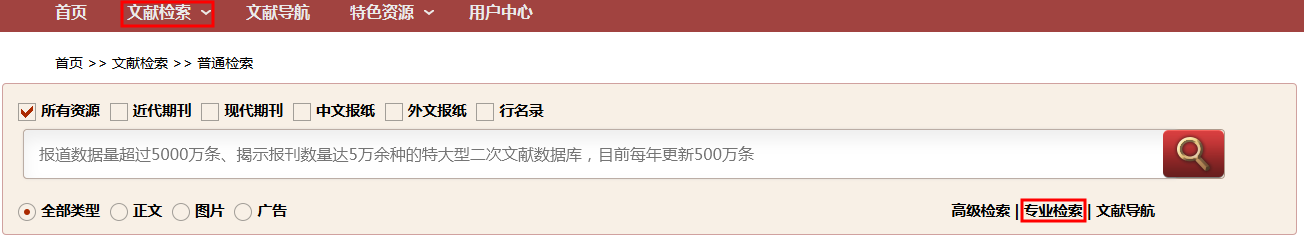 首页 文献检索 文献导航 特色资源 用户中心
首页 >> 文献检索 >> 普通检索
所有资源 近代期刊 现代期刊 中文报纸 外文报纸 行名录
报道数据量超过5000万条、揭示报刊数量达5万余种的特大型二次文献数据库，目前每年更新500万条
全部类型 正文 图片 广告 高级检索 | 专业检索 | 文献导航